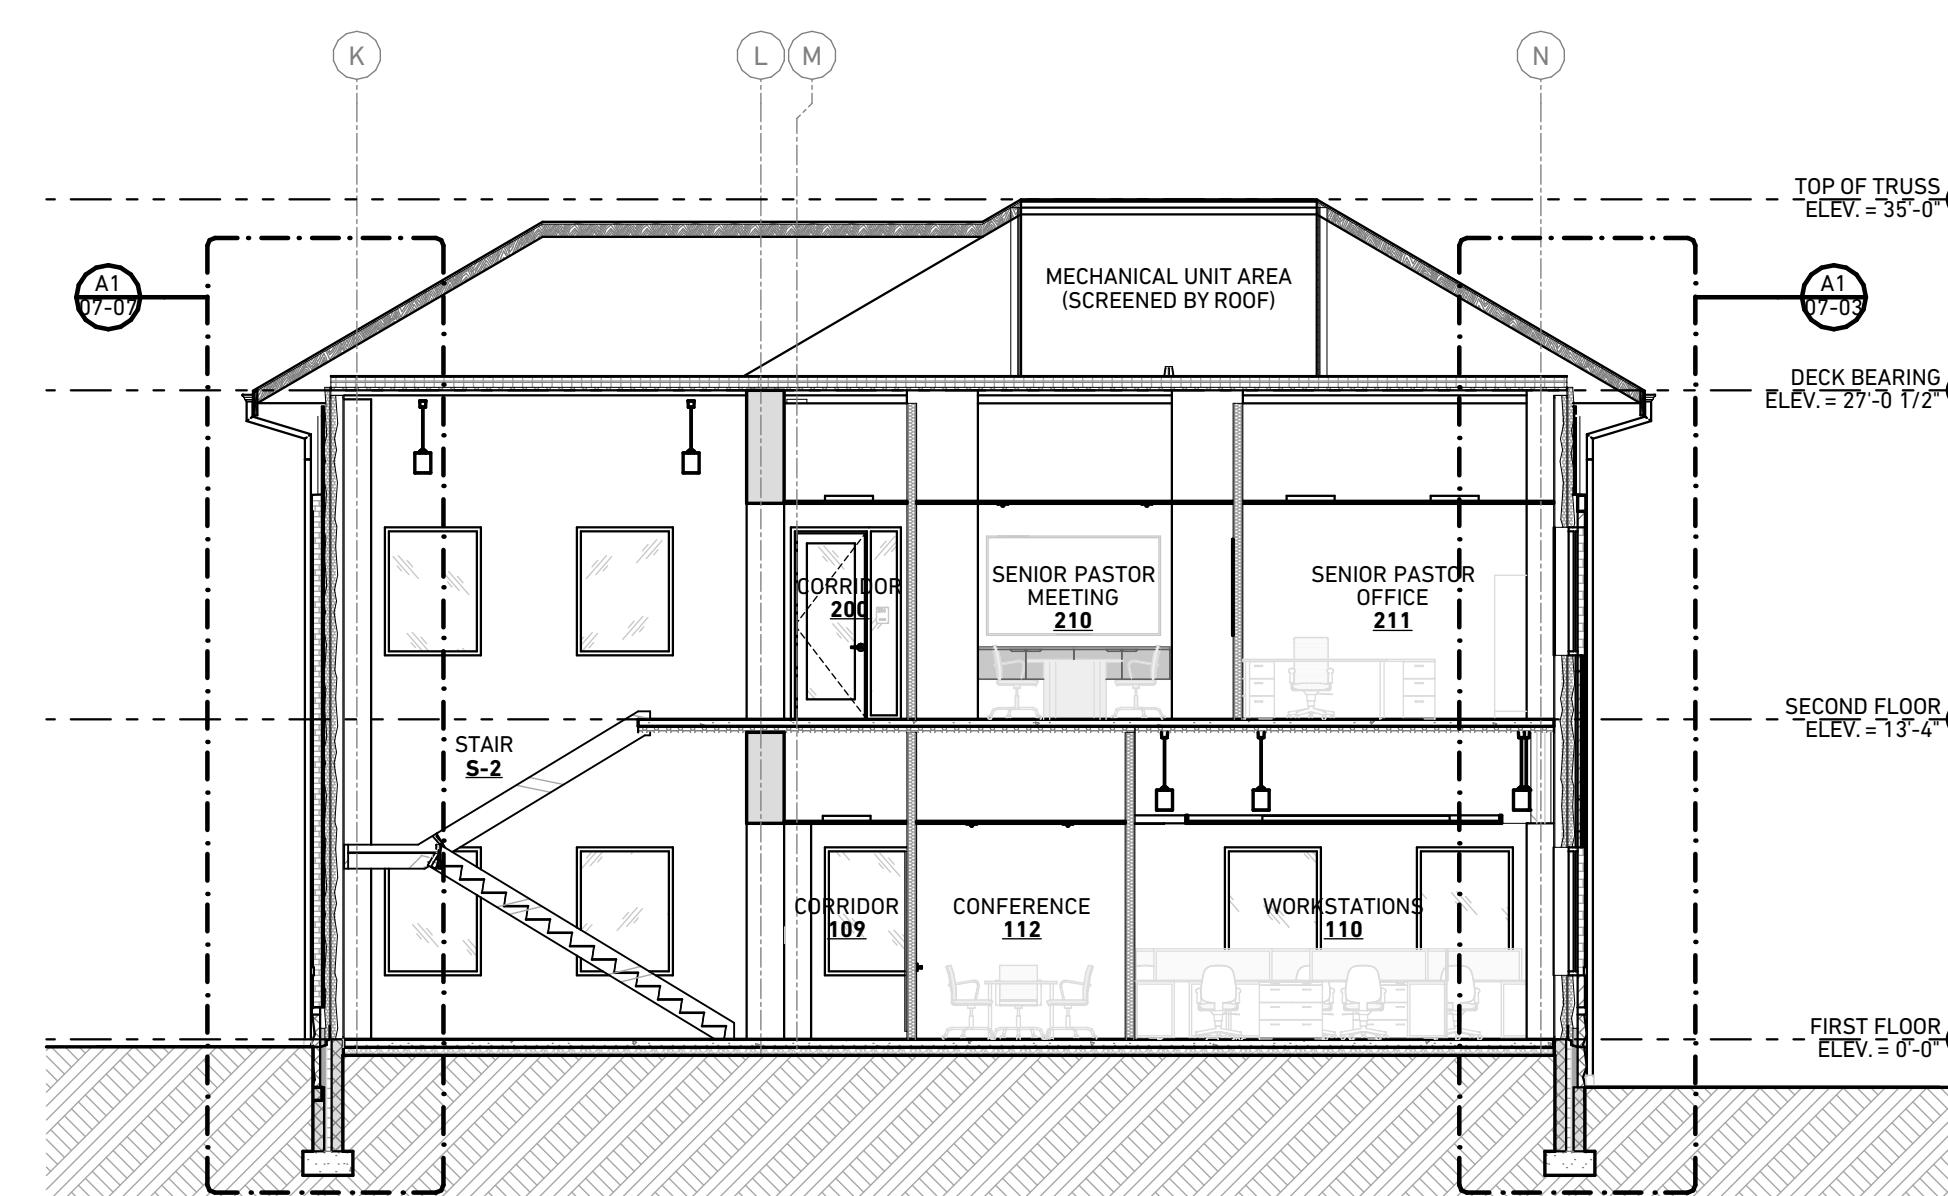 K
L
M
N
TOP OF TRUSS
ELEV. = 35'-0"
A1
07-07
MECHANICAL UNIT AREA
(SCREENED BY ROOF)
A1
07-03
DECK BEARING
ELEV. = 27'-0 1/2"
CORRIDOR
200
SENIOR PASTOR
MEETING
210
SENIOR PASTOR
OFFICE
211
SECOND FLOOR
ELEV. = 13'-4"
STAIR
S-2
CORRIDOR
109
CONFERENCE
112
WORKSTATIONS
110
FIRST FLOOR
ELEV. = 0'-0"